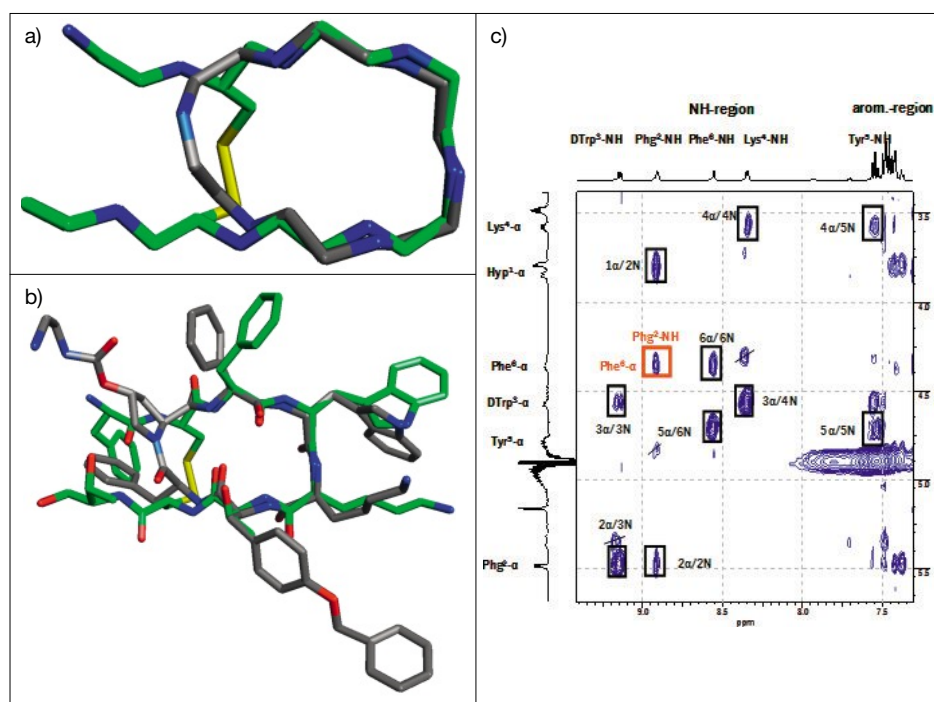 a)
b)
c)
NH-region
arom.-region
DTrp³-NH
Phg²-NH
Phe⁶-NH
Lys⁴-NH
Tyr⁵-NH
Lys⁴-α
Hyp¹-α
Phe⁶-α
DTrp³-α
Tyr⁵-α
Phg²-α
4α/4N
4α/5N
1α/2N
Phg²-NH
6α/6N
Phe⁶-α
3α/4N
3α/3N
5α/6N
5α/5N
2α/3N
2α/2N
3.5
4.0
4.5
5.0
5.5
9.0
8.5
8.0
7.5
ppm